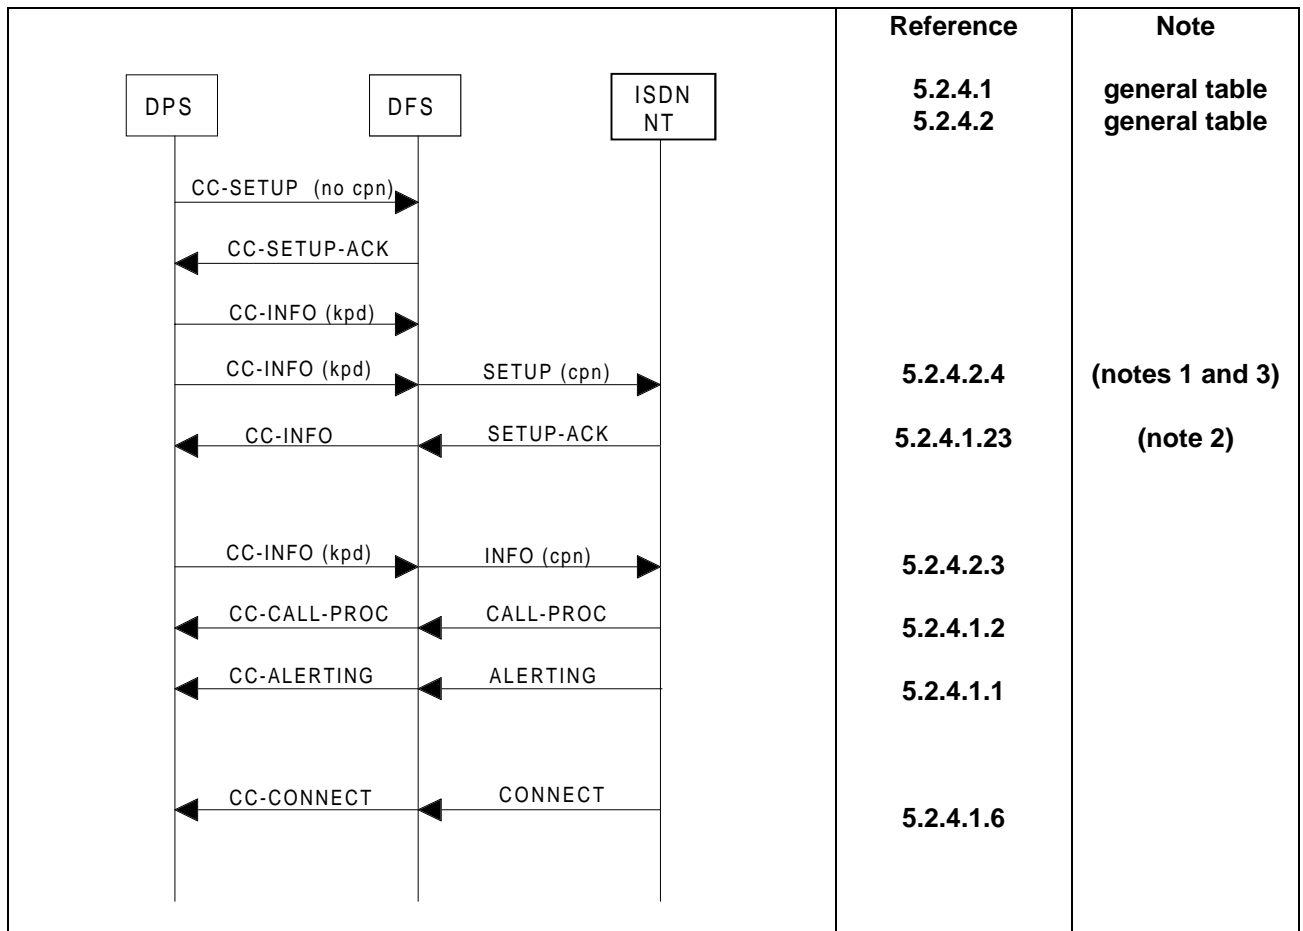 Reference Note
DPS DFS ISDN NT
5.2.4.1 general table
5.2.4.2 general table
CC-SETUP (no cpn)
CC-SETUP-ACK
CC-INFO (kpd)
CC-INFO (kpd) SETUP (cpn) 5.2.4.2.4 (notes 1 and 3)
CC-INFO SETUP-ACK 5.2.4.1.23 (note 2)
CC-INFO (kpd) INFO (cpn) 5.2.4.2.3
CC-CALL-PROC CALL-PROC 5.2.4.1.2
CC-ALERTING ALERTING 5.2.4.1.1
CC-CONNECT CONNECT 5.2.4.1.6